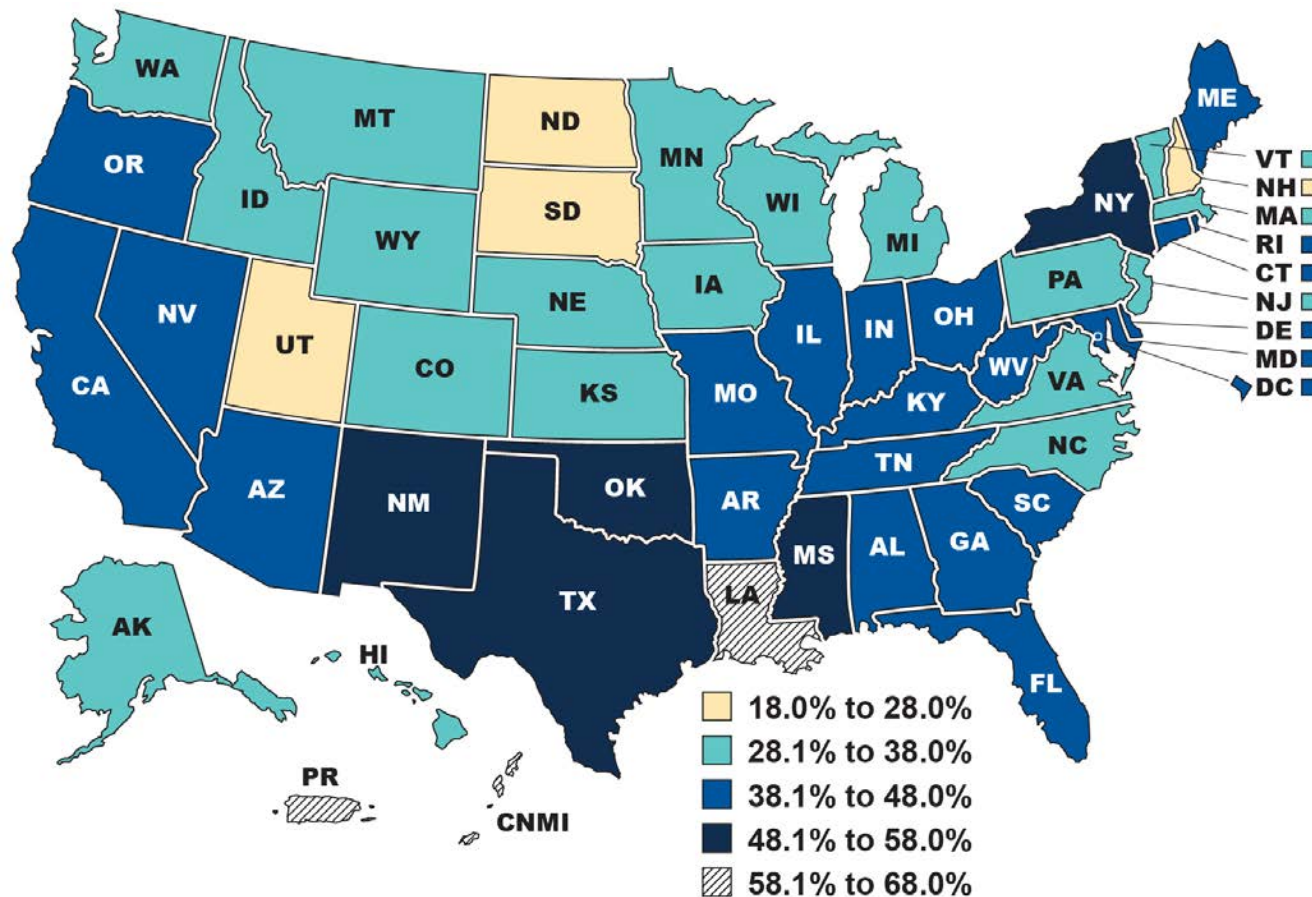 WA
MT
ND
MN
ME
OR
ID
SD
WI
MI
NY
VT
NH
MA
RI
CT
NJ
DE
MD
DC
WY
NE
IA
PA
NV
UT
CO
KS
IL
IN
OH
WV
VA
CA
MO
KY
NC
AZ
NM
OK
AR
TN
SC
TX
LA
MS
AL
GA
FL
AK
HI
PR
CNMI
18.0% to 28.0%
28.1% to 38.0%
38.1% to 48.0%
48.1% to 58.0%
58.1% to 68.0%